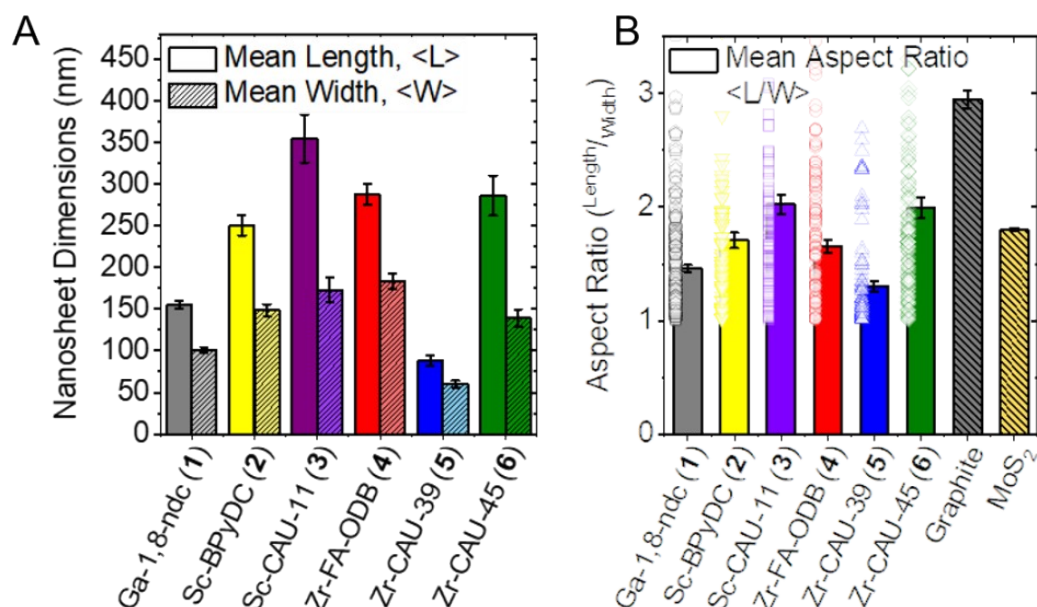 A
Nanosheet Dimensions (nm)
450
400
350
300
250
200
150
100
50
0
Mean Length, <L>
Mean Width, <W>
Ga-1,8-ndc (1)
Sc-BPyDC (2)
Sc-CAU-11 (3)
Zr-FA-ODB (4)
Zr-CAU-39 (5)
Zr-CAU-45 (6)
B
Aspect Ratio (Length/Width)
3
2
1
0
Mean Aspect Ratio
<L/W>
Ga-1,8-ndc (1)
Sc-BPyDC (2)
Sc-CAU-11 (3)
Zr-FA-ODB (4)
Zr-CAU-39 (5)
Zr-CAU-45 (6)
Graphite
MoS₂